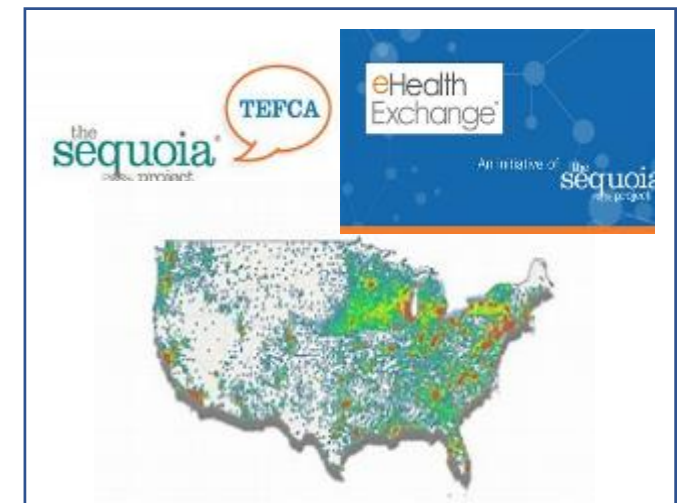 TEFCA
the
sequoia®
project
eHealth
Exchange®
An initiative of
the
sequoia
project